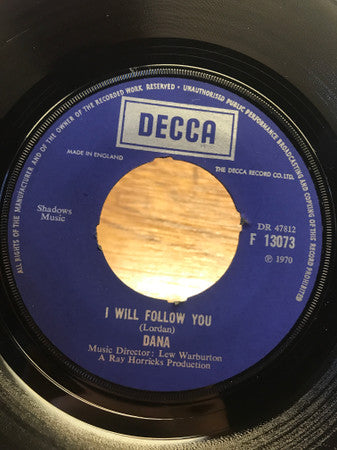 ALL RIGHTS OF THE MANUFACTURER AND OF THE OWNER OF THE RECORDED WORK RESERVED • UNAUTHORISED PUBLIC PERFORMANCE BROADCASTING AND COPYING OF THIS RECORD PROHIBITED
DECCA
MADE IN ENGLAND
THE DECCA RECORD CO. LTD.
Shadows
Music
DR 47812
F 13073
℗ 1970
I WILL FOLLOW YOU
(Lordan)
DANA
Music Director: Lew Warburton
A Ray Horricks Production